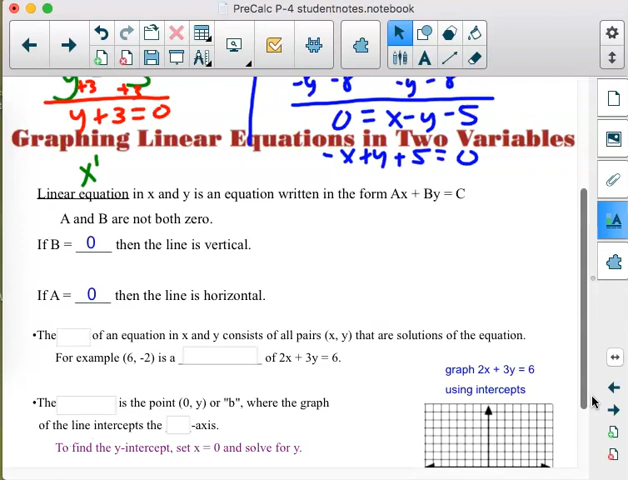 PreCalc P-4 studentnotes.notebook
+3 +3
-y -8 -y -8
y+3=0
0=x-y-5
Graphing Linear Equations in Two Variables
-x+y+5=0
x¹
Linear equation in x and y is an equation written in the form Ax + By = C
A and B are not both zero.
If B = 0 then the line is vertical.
If A = 0 then the line is horizontal.
•The of an equation in x and y consists of all pairs (x, y) that are solutions of the equation.
For example (6, -2) is a of 2x + 3y = 6.
graph 2x + 3y = 6
using intercepts
•The is the point (0, y) or "b", where the graph
of the line intercepts the -axis.
To find the y-intercept, set x = 0 and solve for y.